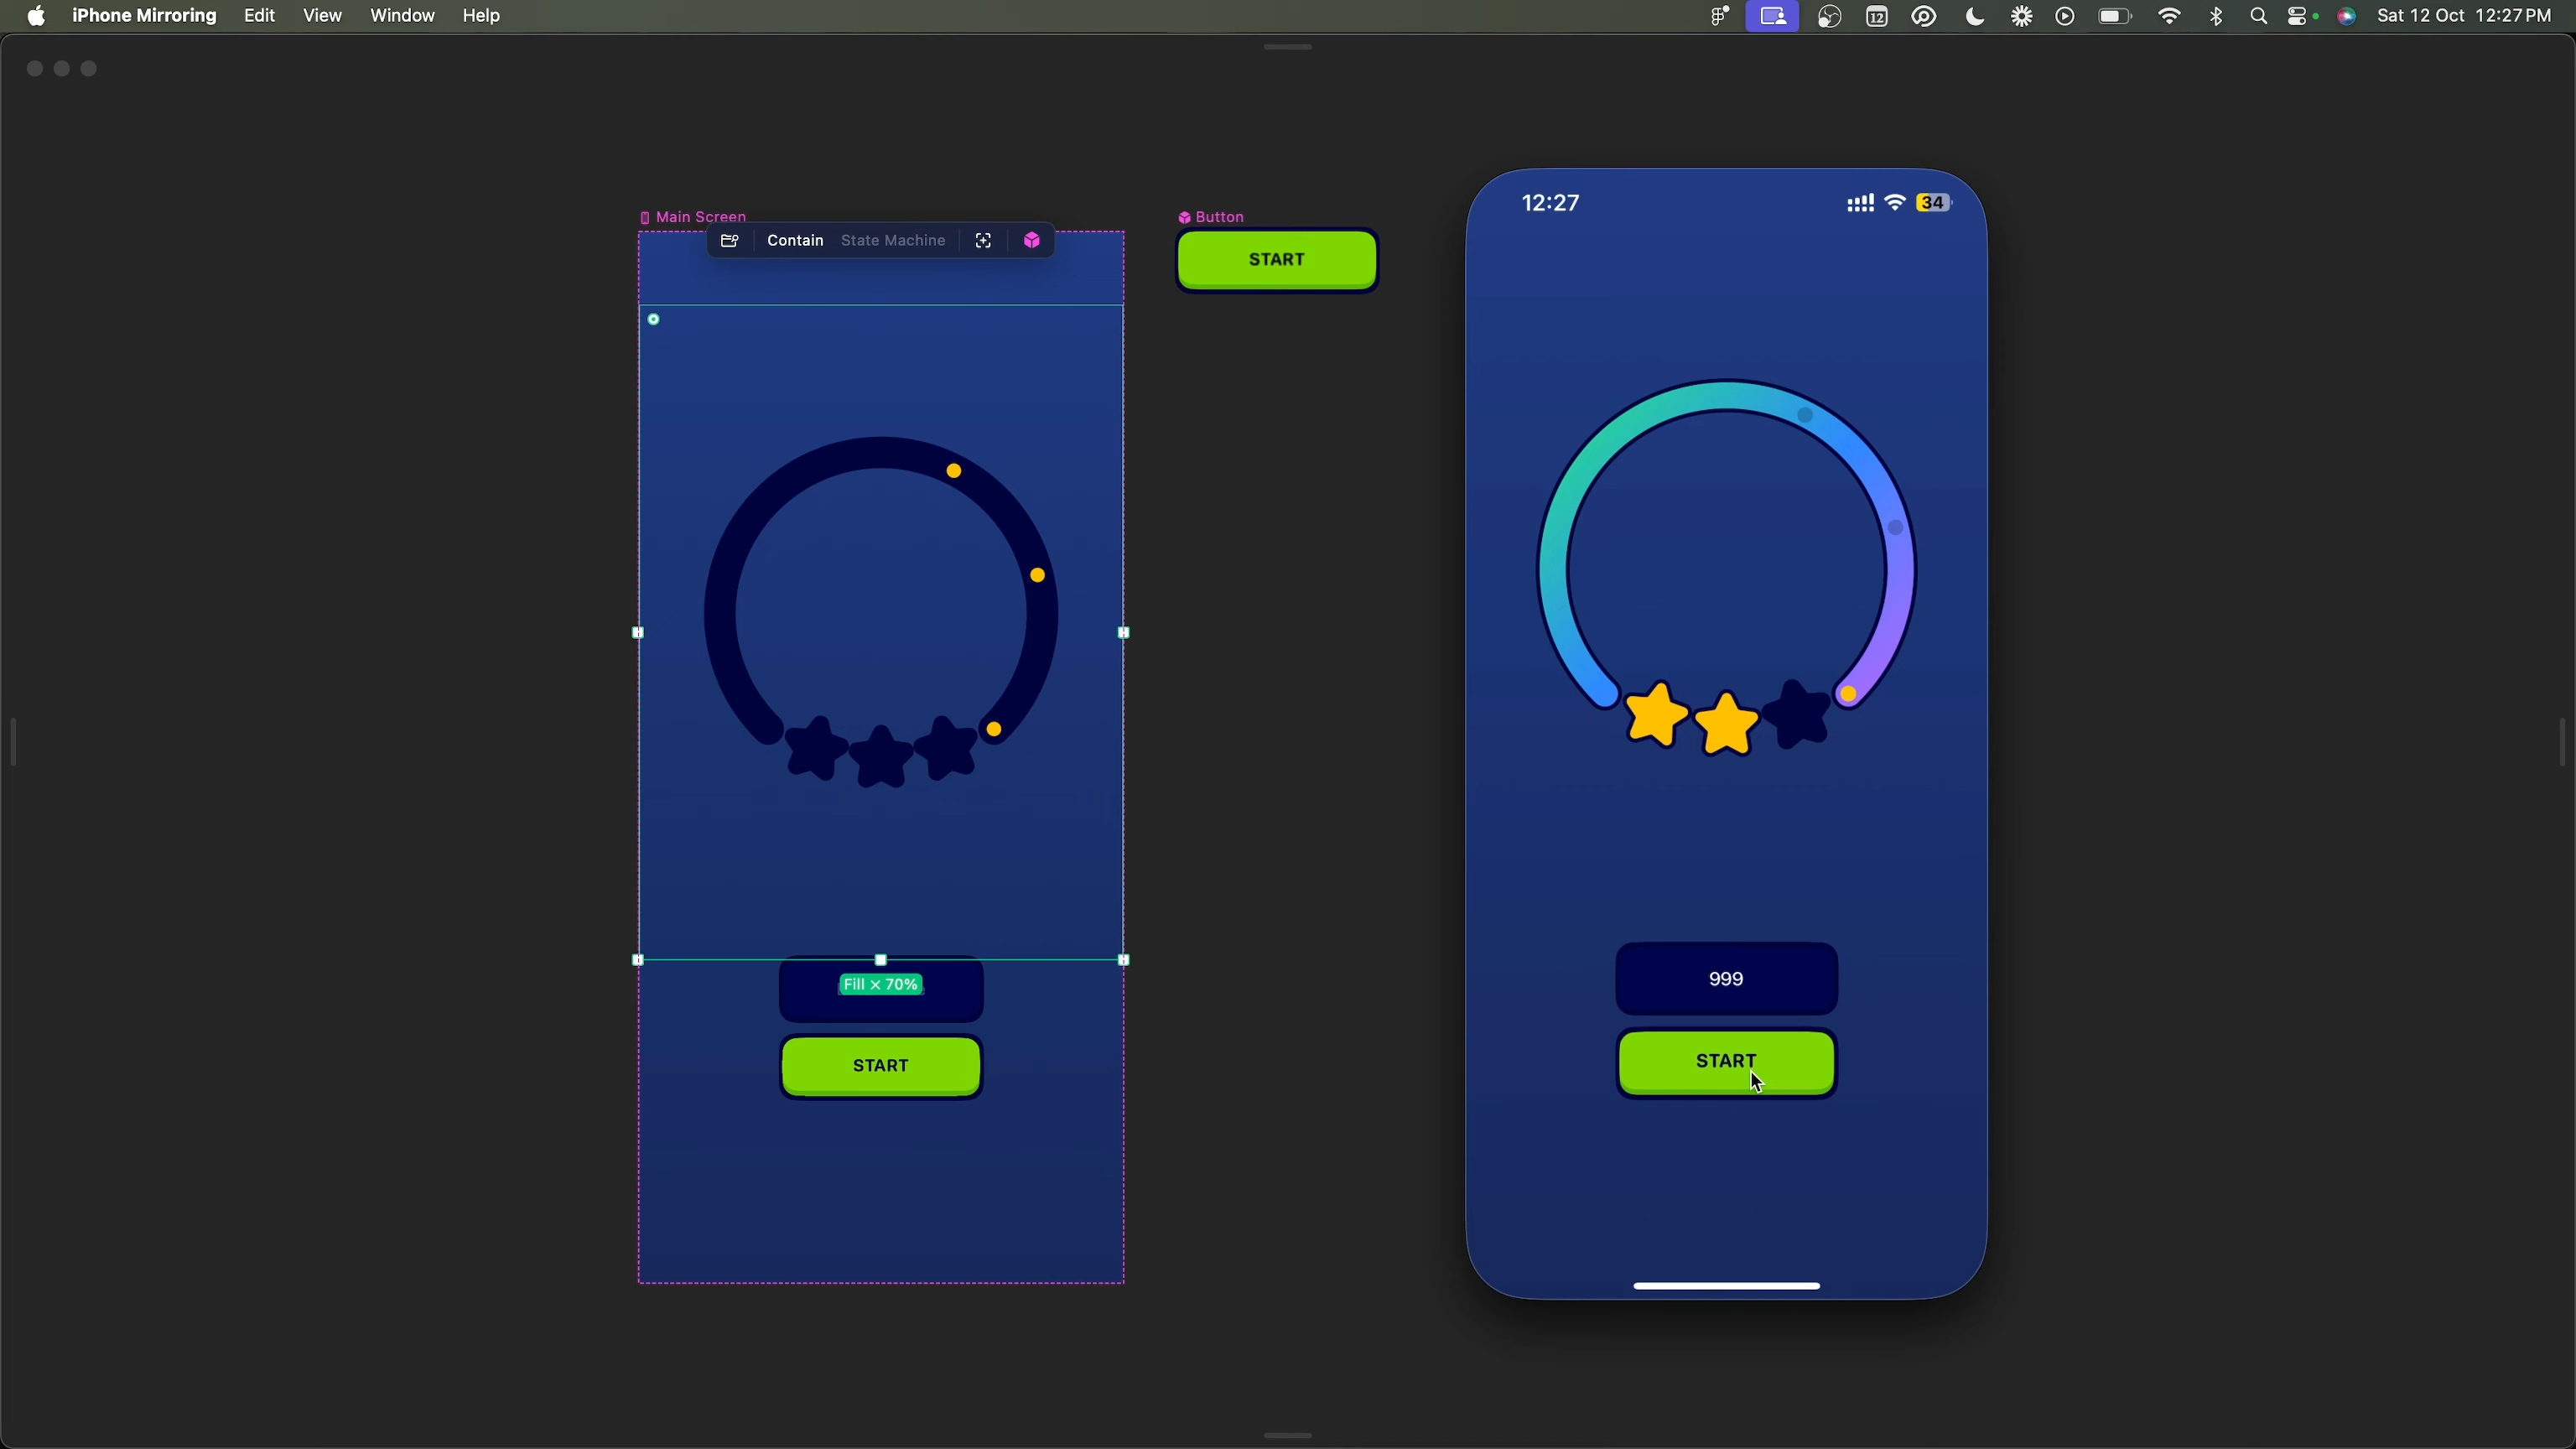 iPhone Mirroring Edit View Window Help
12
Sat 12 Oct 12:27 PM
Main Screen
Contain State Machine
Button
START
Fill × 70%
START
12:27
34
999
START